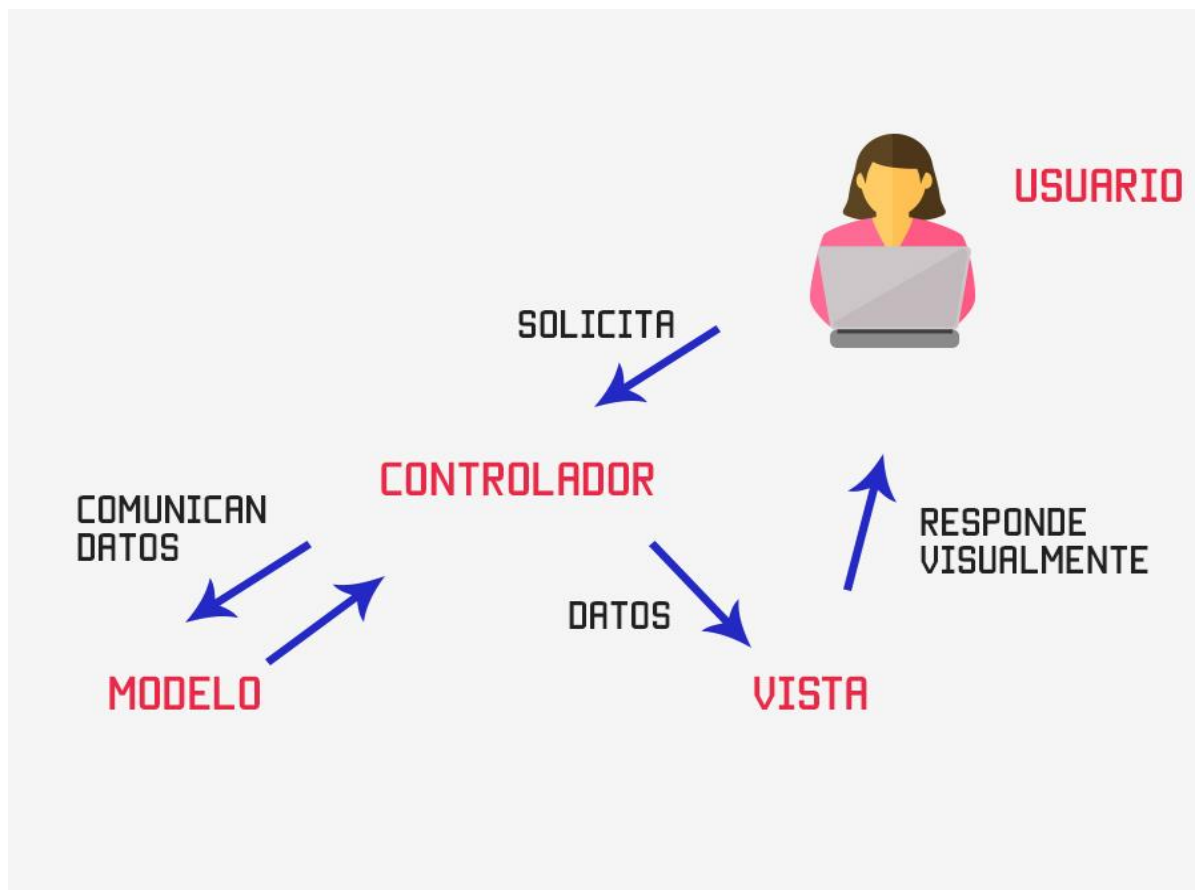 USUARIO
SOLICITA
CONTROLADOR
COMUNICAN
DATOS
RESPONDE
VISUALMENTE
DATOS
MODELO
VISTA